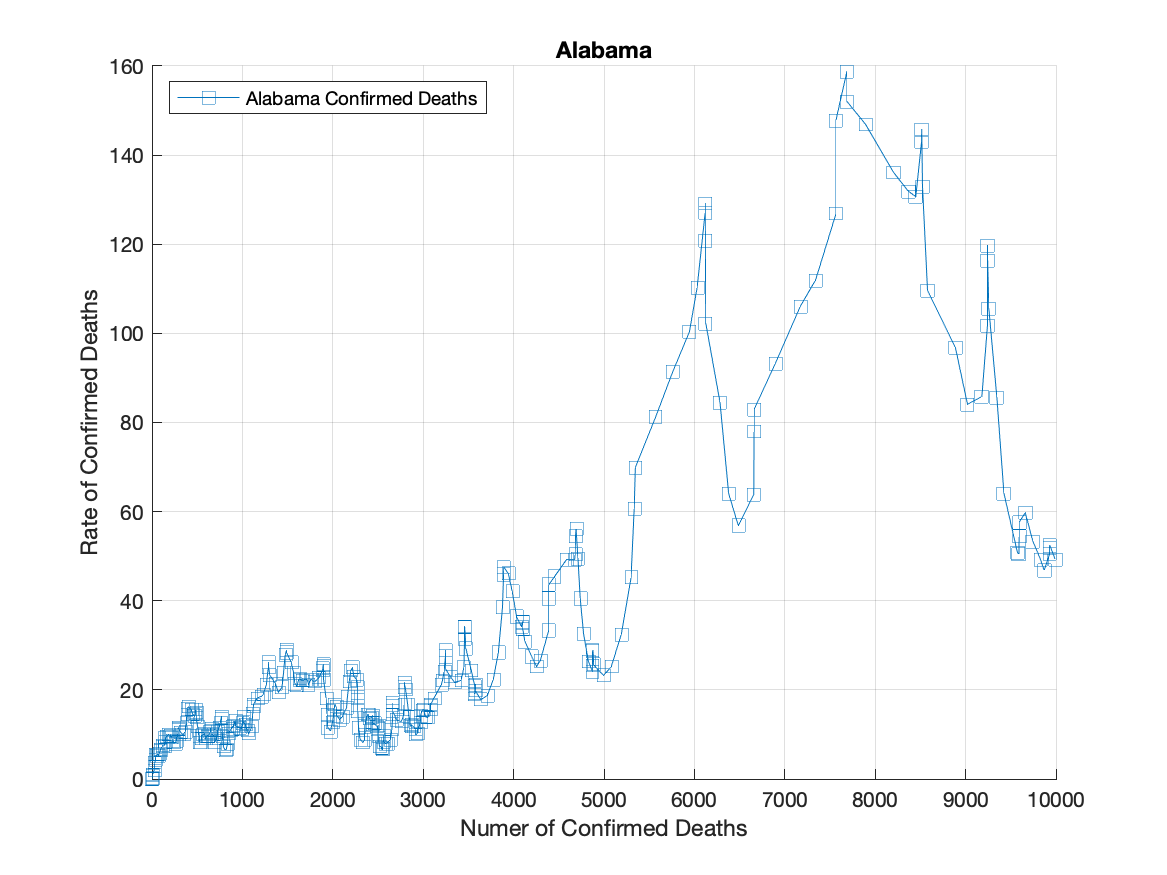 Alabama
Alabama Confirmed Deaths
160
140
120
100
80
60
40
20
0
Rate of Confirmed Deaths
0 1000 2000 3000 4000 5000 6000 7000 8000 9000 10000
Numer of Confirmed Deaths